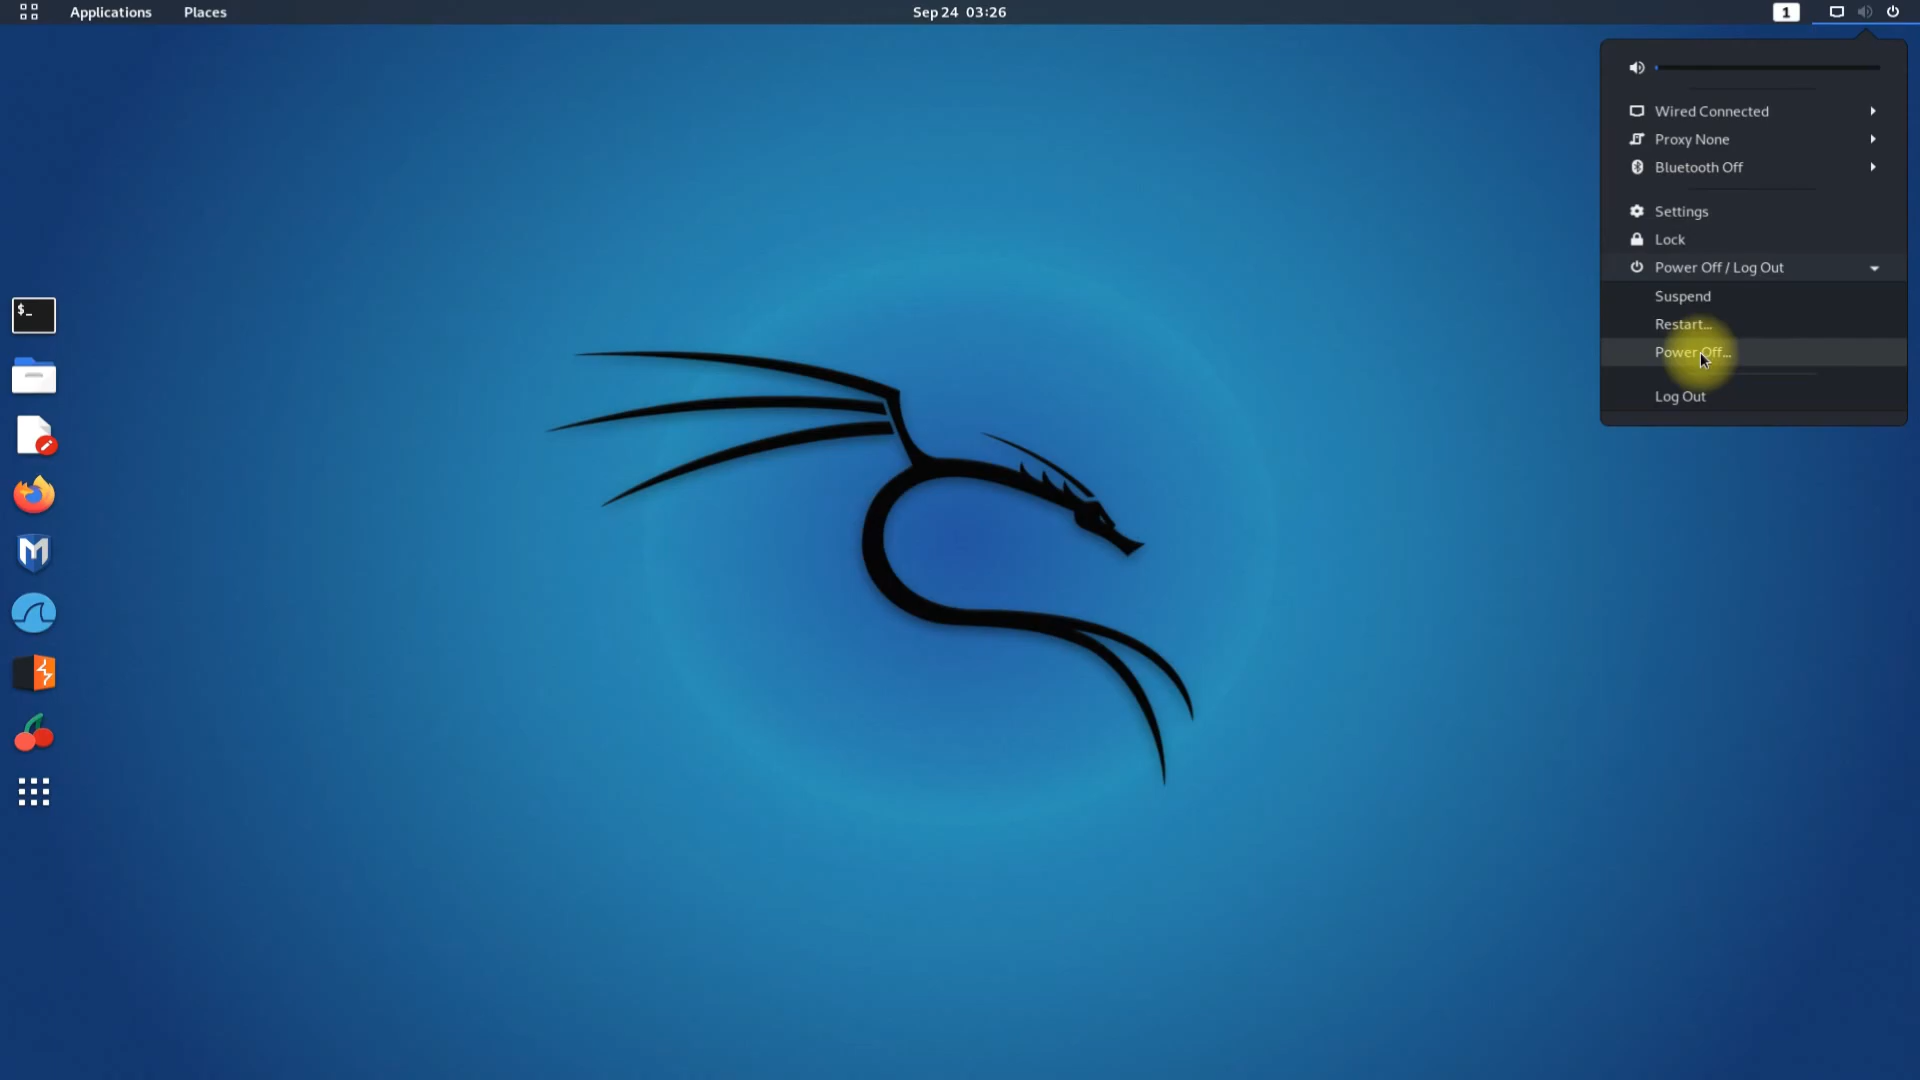 Applications Places Sep 24 03:26 1
Wired Connected
Proxy None
Bluetooth Off
Settings
Lock
Power Off / Log Out
Suspend
Restart...
Power Off...
Log Out
$_
M